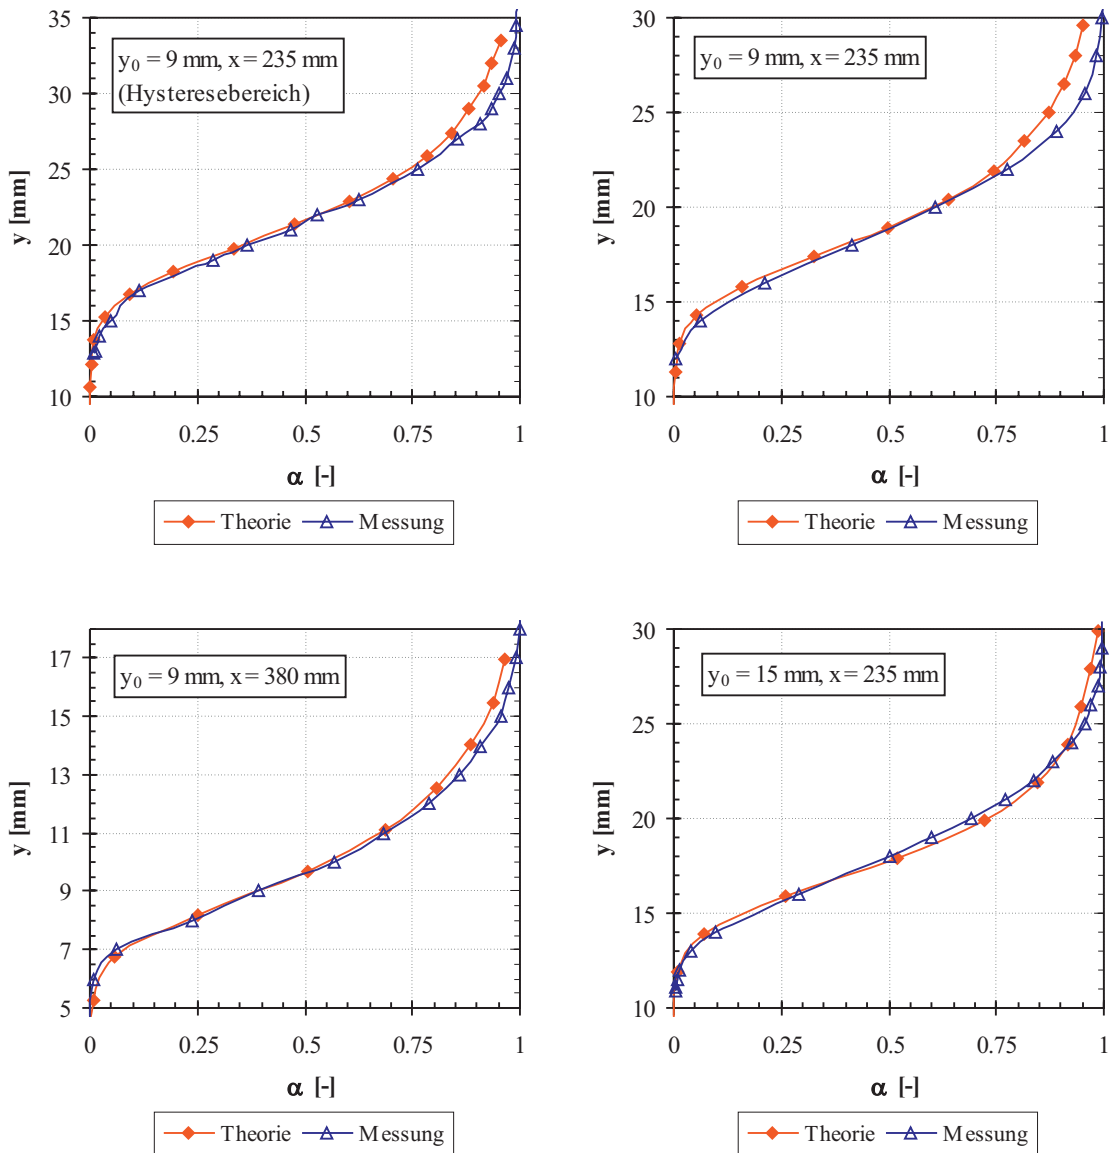 y₀ = 9 mm, x = 235 mm
(Hysteresebereich)
y [mm]
35
30
25
20
15
10
0
0.25
0.5
0.75
1
α [-]
Theorie
Messung
y₀ = 9 mm, x = 235 mm
y [mm]
30
25
20
15
10
0
0.25
0.5
0.75
1
α [-]
Theorie
Messung
y₀ = 9 mm, x = 380 mm
y [mm]
17
15
13
11
9
7
5
0
0.25
0.5
0.75
1
α [-]
Theorie
Messung
y₀ = 15 mm, x = 235 mm
y [mm]
30
25
20
15
10
0
0.25
0.5
0.75
1
α [-]
Theorie
Messung